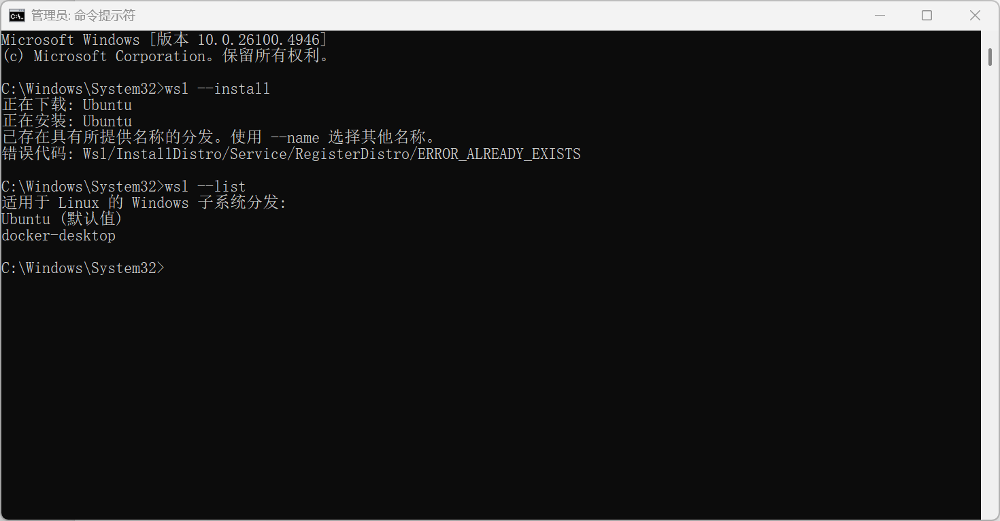 管理员: 命令提示符
Microsoft Windows [版本 10.0.26100.4946]
(c) Microsoft Corporation。保留所有权利。
C:\Windows\System32>wsl --install
正在下载: Ubuntu
正在安装: Ubuntu
已存在具有所提供名称的分发。使用 --name 选择其他名称。
错误代码: Wsl/InstallDistro/Service/RegisterDistro/ERROR_ALREADY_EXISTS
C:\Windows\System32>wsl --list
适用于 Linux 的 Windows 子系统分发:
Ubuntu (默认值)
docker-desktop
C:\Windows\System32>